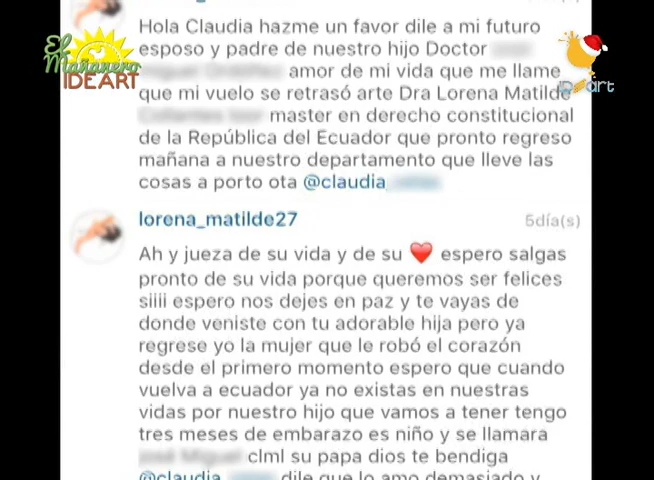 El
Mañanero
IDEART
ideart
Hola Claudia hazme un favor dile a mi futuro
esposo y padre de nuestro hijo Doctor
amor de mi vida que me llame
que mi vuelo se retrasó arte Dra Lorena Matilde
master en derecho constitucional
de la República del Ecuador que pronto regreso
mañana a nuestro departamento que lleve las
cosas a porto ota @claudia
lorena_matilde27
5día(s)
Ah y jueza de su vida y de su ❤️ espero salgas
pronto de su vida porque queremos ser felices
siiii espero nos dejes en paz y te vayas de
donde veniste con tu adorable hija pero ya
regrese yo la mujer que le robó el corazón
desde el primero momento espero que cuando
vuelva a ecuador ya no existas en nuestras
vidas por nuestro hijo que vamos a tener tengo
tres meses de embarazo es niño y se llamara
clml su papa dios te bendiga
@claudia dile que lo amo demasiado y